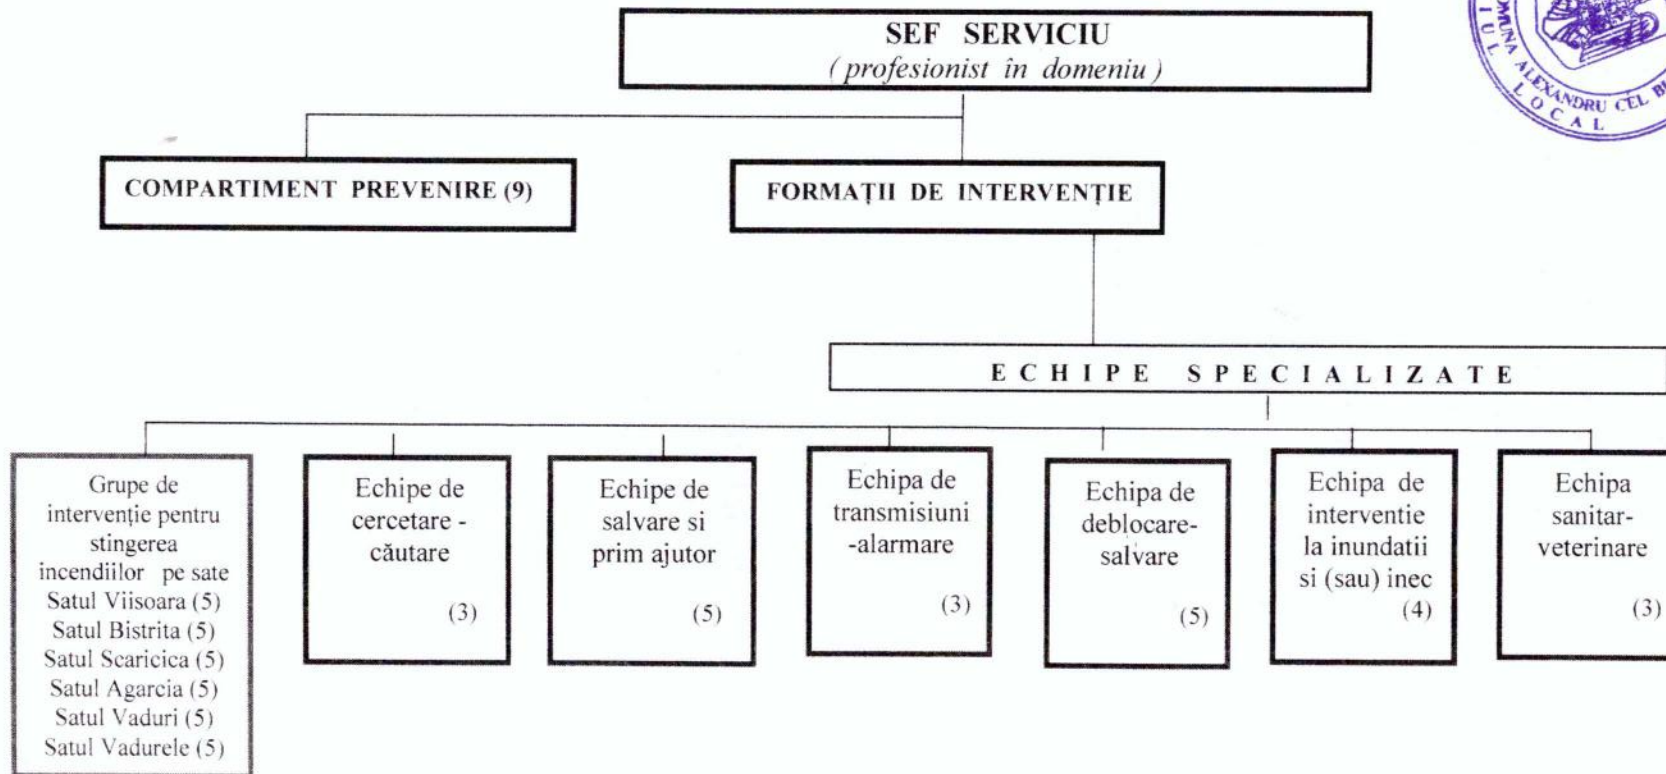 SEF SERVICIU
( profesionist în domeniu )
UNA ALEXANDRU CEL
LOCAL
COMPARTIMENT PREVENIRE (9)
FORMAȚII DE INTERVENȚIE
ECHIPE SPECIALIZATE
Grupe de
intervenție pentru
stingerea
incendiilor pe sate
Satul Viisoara (5)
Satul Bistrita (5)
Satul Scaricica (5)
Satul Agarcia (5)
Satul Vaduri (5)
Satul Vadurele (5)
Echipe de
cercetare -
căutare
(3)
Echipe de
salvare si
prim ajutor
(5)
Echipa de
transmisiuni
-alarmare
(3)
Echipa de
deblocare-
salvare
(5)
Echipa de
interventie
la inundatii
si (sau) inec
(4)
Echipa
sanitar-
veterinare
(3)